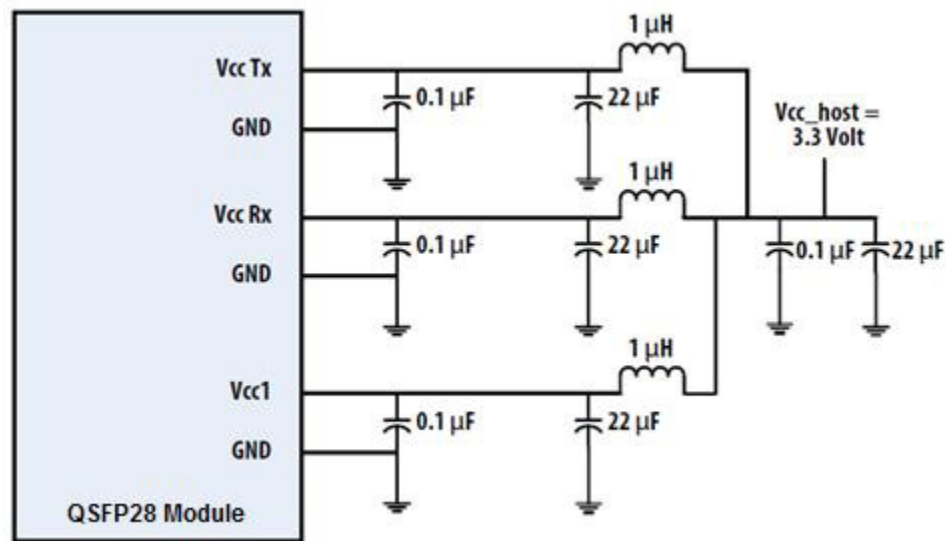 1 μH
Vcc Tx
0.1 μF
22 μF
GND
Vcc_host =
3.3 Volt
1 μH
Vcc Rx
0.1 μF
22 μF
0.1 μF
22 μF
GND
1 μH
Vcc1
0.1 μF
22 μF
GND
QSFP28 Module